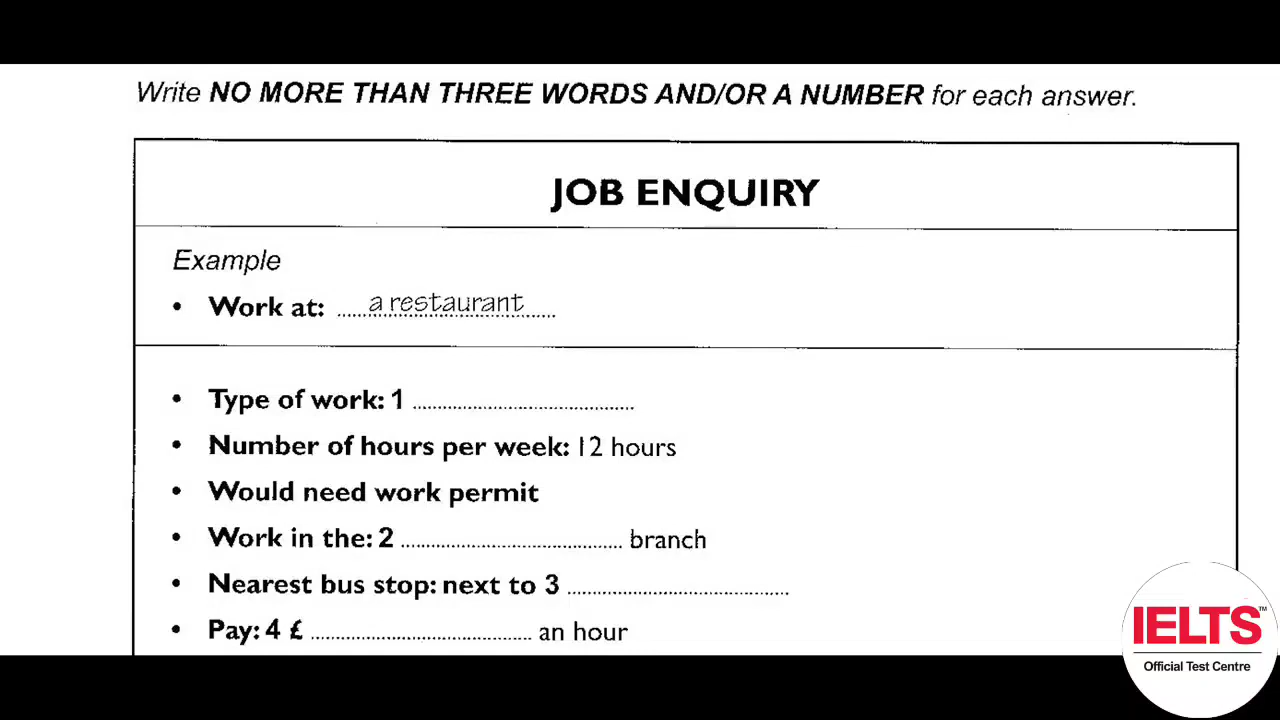 Write NO MORE THAN THREE WORDS AND/OR A NUMBER for each answer.
JOB ENQUIRY
Example
• Work at: ....a restaurant....
• Type of work: 1 ....................
• Number of hours per week: 12 hours
• Would need work permit
• Work in the: 2 .................... branch
• Nearest bus stop: next to 3 ....................
• Pay: 4 £ .................... an hour
IELTS™
Official Test Centre